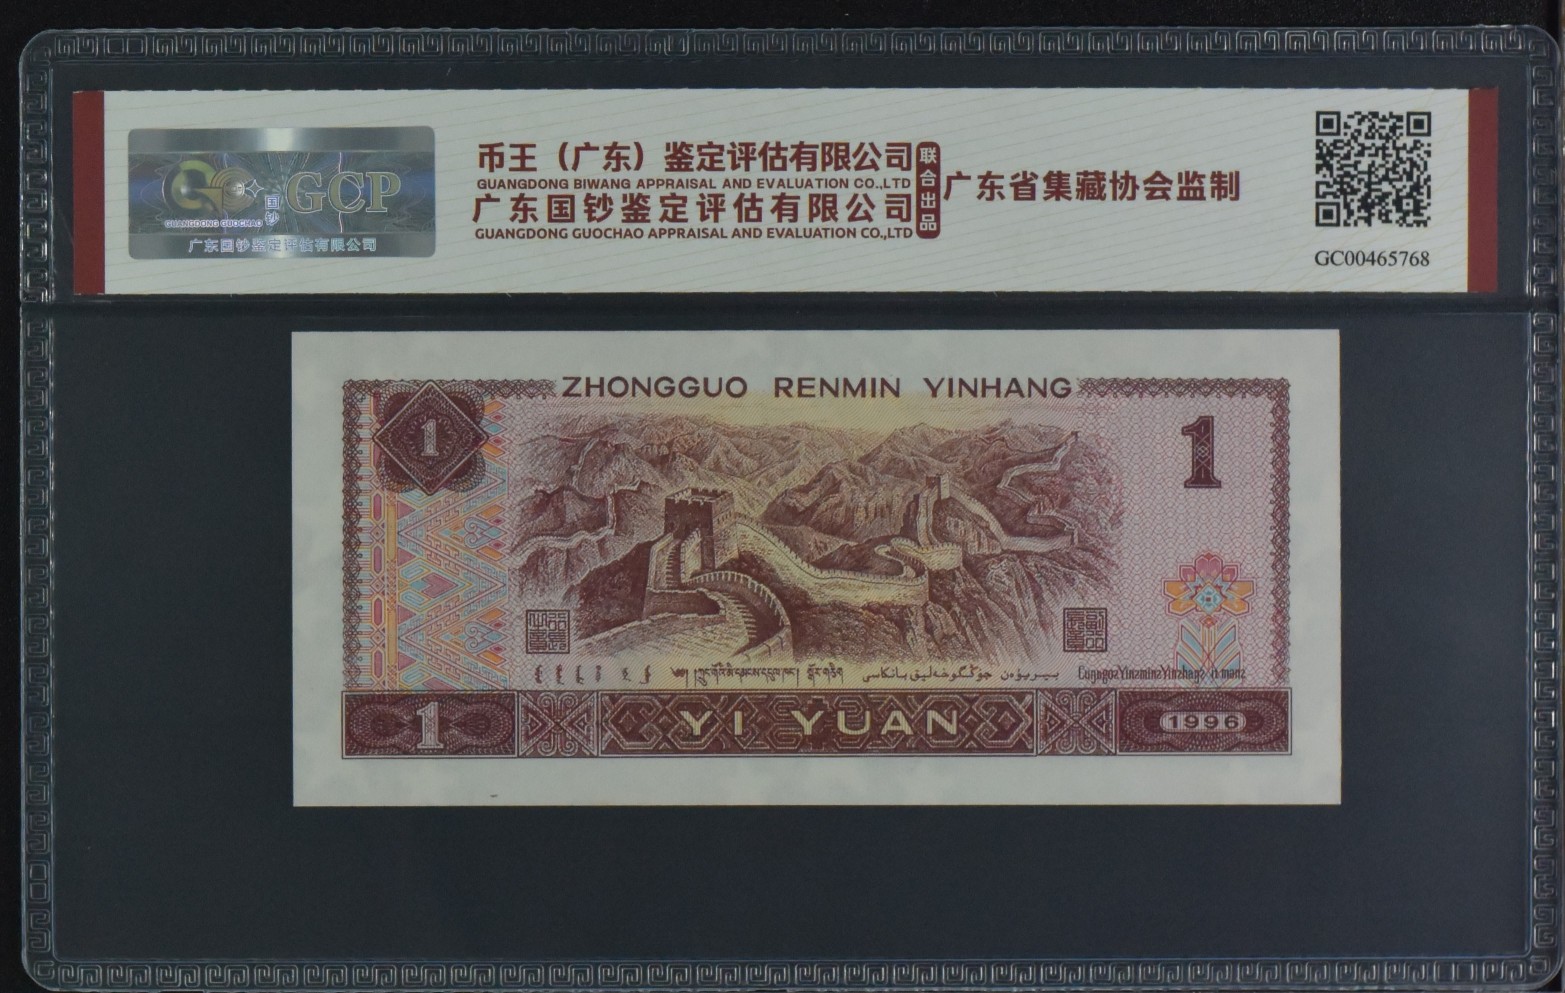 GCP
国钞
GUANGDONG GUOCHAO
广东国钞鉴定评估有限公司
币王（广东）鉴定评估有限公司
GUANGDONG BIWANG APPRAISAL AND EVALUATION CO.,LTD
广东国钞鉴定评估有限公司
GUANGDONG GUOCHAO APPRAISAL AND EVALUATION CO.,LTD
联合出品
广东省集藏协会监制
GC00465768
ZHONGGUO RENMIN YINHANG
1
1
1
YI YUAN
1996